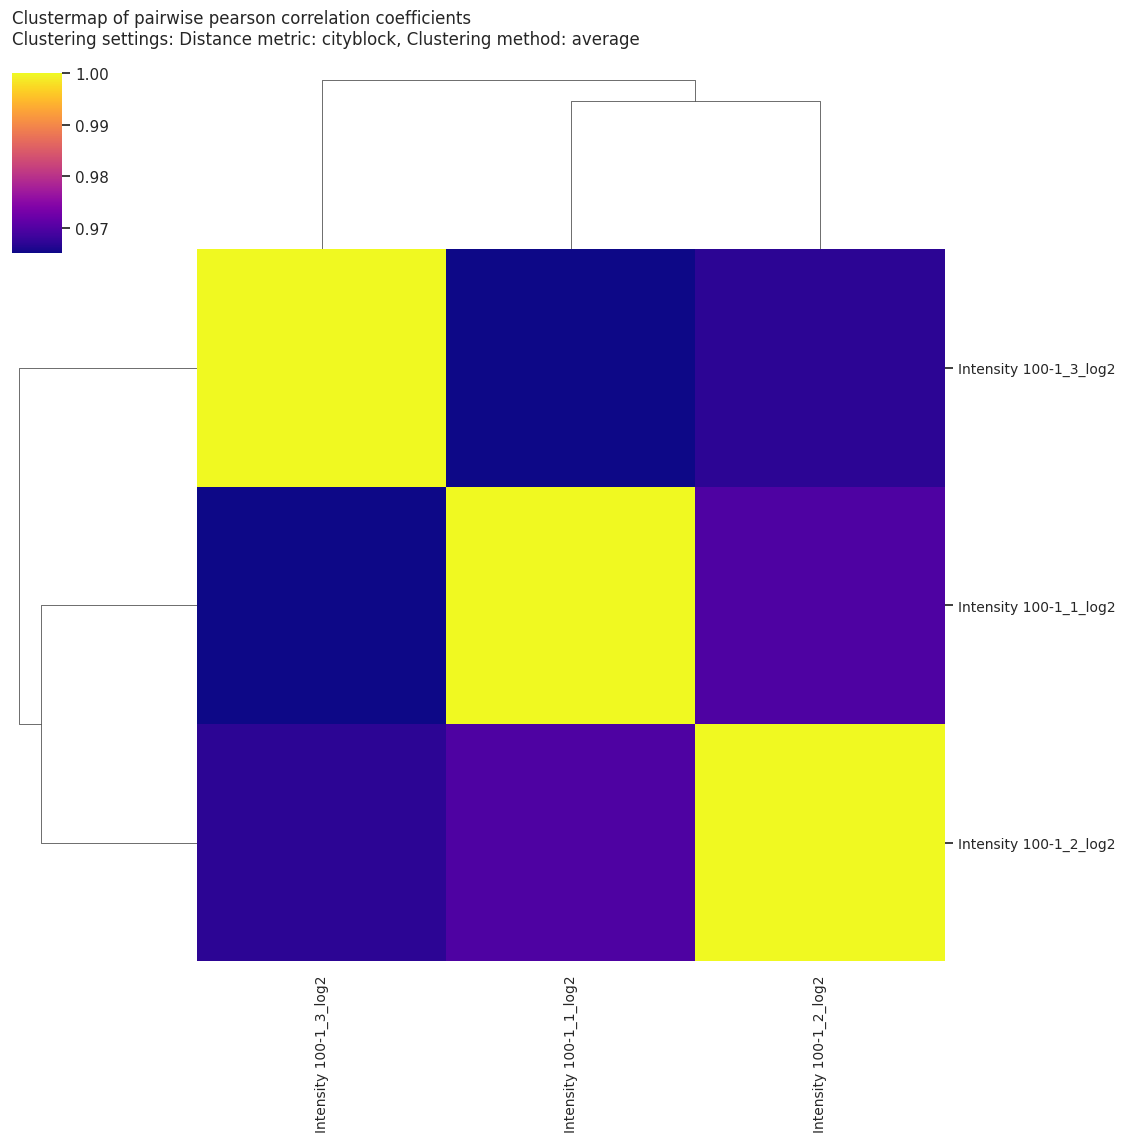 Clustermap of pairwise pearson correlation coefficients
Clustering settings: Distance metric: cityblock, Clustering method: average
1.00
0.99
0.98
0.97
Intensity 100-1_3_log2
Intensity 100-1_1_log2
Intensity 100-1_2_log2
Intensity 100-1_3_log2
Intensity 100-1_1_log2
Intensity 100-1_2_log2